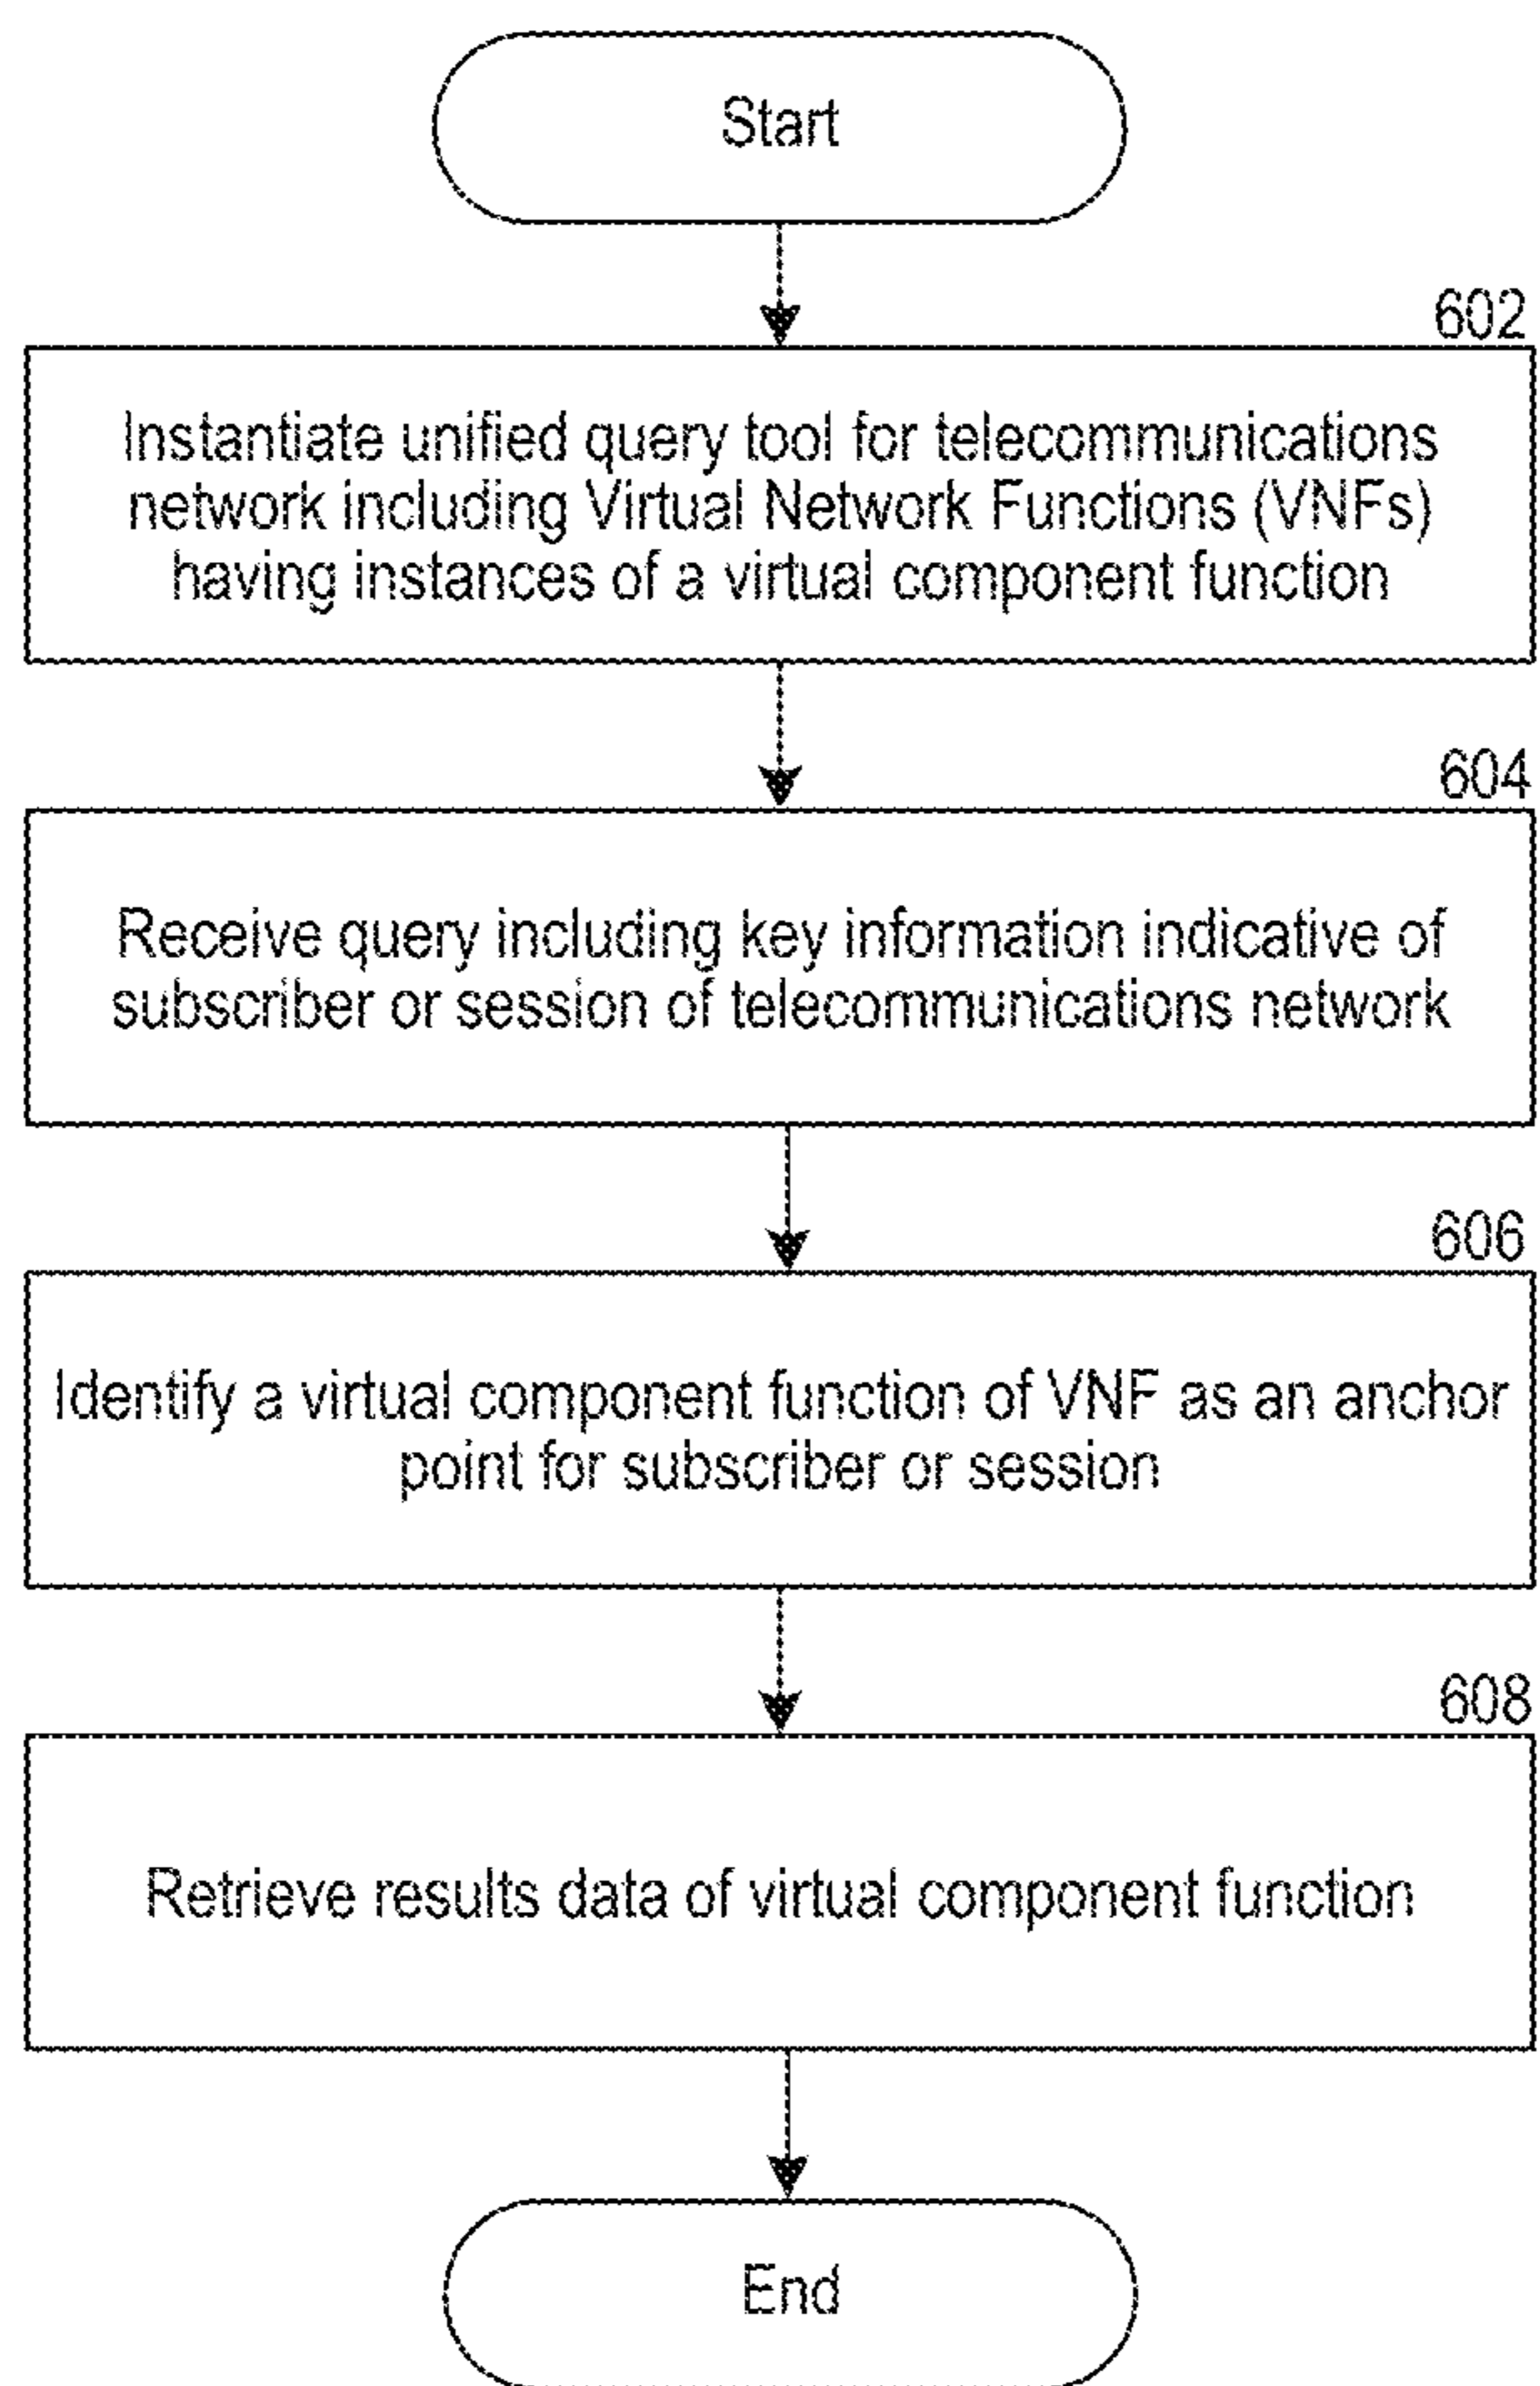 Start
602
Instantiate unified query tool for telecommunications
network including Virtual Network Functions (VNFs)
having instances of a virtual component function
604
Receive query including key information indicative of
subscriber or session of telecommunications network
606
Identify a virtual component function of VNF as an anchor
point for subscriber or session
608
Retrieve results data of virtual component function
End